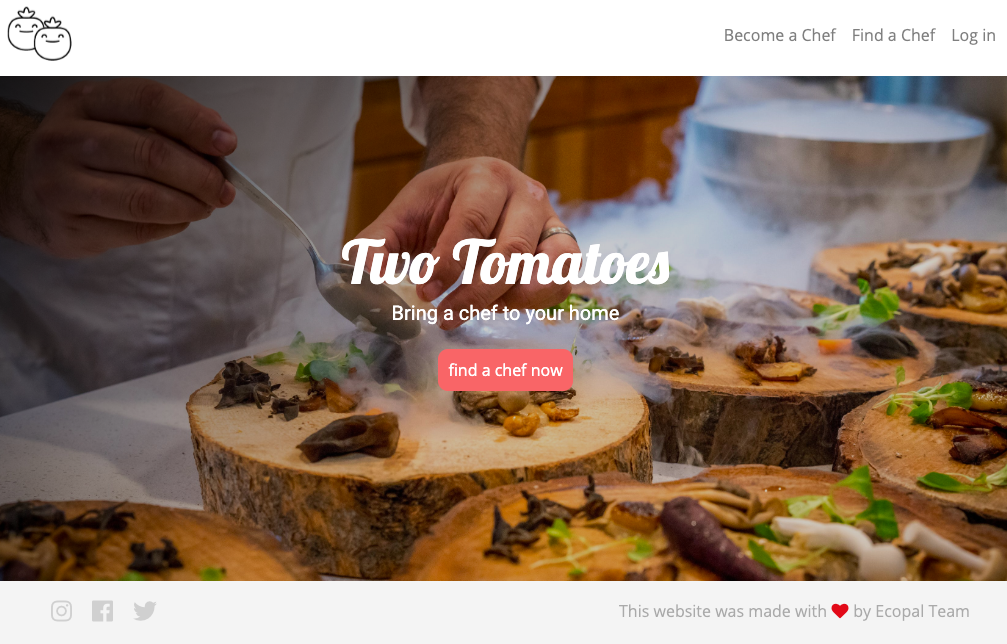 Become a Chef Find a Chef Log in
Two Tomatoes
Bring a chef to your home
find a chef now
This website was made with ❤ by Ecopal Team